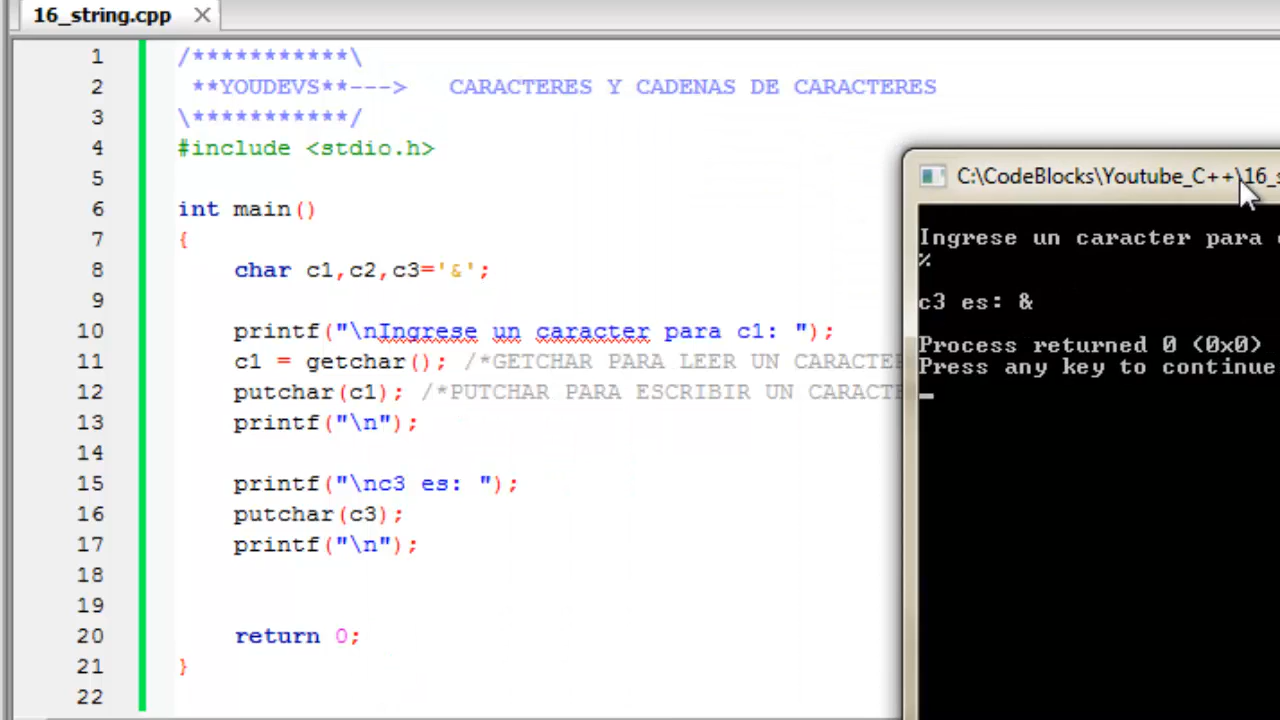 16_string.cpp
1 /***********\
2 **YOUDEVS**---> CARACTERES Y CADENAS DE CARACTERES
3 \***********/
4 #include <stdio.h>
5
6 int main()
7 {
8 char c1,c2,c3='&';
9
10 printf("\nIngrese un caracter para c1: ");
11 c1 = getchar(); /*GETCHAR PARA LEER UN CARACTER
12 putchar(c1); /*PUTCHAR PARA ESCRIBIR UN CARACTE
13 printf("\n");
14
15 printf("\nc3 es: ");
16 putchar(c3);
17 printf("\n");
18
19
20 return 0;
21 }
22
C:\CodeBlocks\Youtube_C++\16_s
Ingrese un caracter para
%
c3 es: &
Process returned 0 (0x0)
Press any key to continue